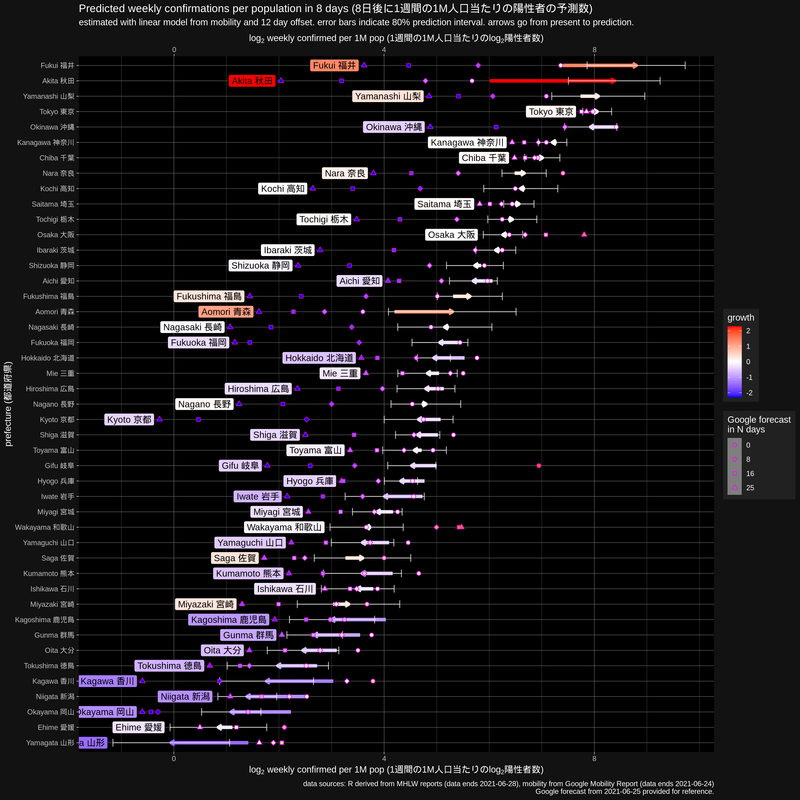 Predicted weekly confirmations per population in 8 days (8日後に1週間の1M人口当たりの陽性者の予測数)
estimated with linear model from mobility and 12 day offset. error bars indicate 80% prediction interval. arrows go from present to prediction.
log₂ weekly confirmed per 1M pop (1週間の1M人口当たりのlog₂陽性者数)
0 4 8
prefecture (都道府県)
Fukui 福井 Fukui 福井
Akita 秋田 Akita 秋田
Yamanashi 山梨 Yamanashi 山梨
Tokyo 東京 Tokyo 東京
Okinawa 沖縄 Okinawa 沖縄
Kanagawa 神奈川 Kanagawa 神奈川
Chiba 千葉 Chiba 千葉
Nara 奈良 Nara 奈良
Kochi 高知 Kochi 高知
Saitama 埼玉 Saitama 埼玉
Tochigi 栃木 Tochigi 栃木
Osaka 大阪 Osaka 大阪
Ibaraki 茨城 Ibaraki 茨城
Shizuoka 静岡 Shizuoka 静岡
Aichi 愛知 Aichi 愛知
Fukushima 福島 Fukushima 福島
Aomori 青森 Aomori 青森
Nagasaki 長崎 Nagasaki 長崎
Fukuoka 福岡 Fukuoka 福岡
Hokkaido 北海道 Hokkaido 北海道
Mie 三重 Mie 三重
Hiroshima 広島 Hiroshima 広島
Nagano 長野 Nagano 長野
Kyoto 京都 Kyoto 京都
Shiga 滋賀 Shiga 滋賀
Toyama 富山 Toyama 富山
Gifu 岐阜 Gifu 岐阜
Hyogo 兵庫 Hyogo 兵庫
Iwate 岩手 Iwate 岩手
Miyagi 宮城 Miyagi 宮城
Wakayama 和歌山 Wakayama 和歌山
Yamaguchi 山口 Yamaguchi 山口
Saga 佐賀 Saga 佐賀
Kumamoto 熊本 Kumamoto 熊本
Ishikawa 石川 Ishikawa 石川
Miyazaki 宮崎 Miyazaki 宮崎
Kagoshima 鹿児島 Kagoshima 鹿児島
Gunma 群馬 Gunma 群馬
Oita 大分 Oita 大分
Tokushima 徳島 Tokushima 徳島
Kagawa 香川 Kagawa 香川
Niigata 新潟 Niigata 新潟
Okayama 岡山 kayama 岡山
Ehime 愛媛 Ehime 愛媛
Yamagata 山形 a 山形
0 4 8
log₂ weekly confirmed per 1M pop (1週間の1M人口当たりのlog₂陽性者数)
growth
2
1
0
-1
-2
Google forecast
in N days
0
8
16
25
data sources: R derived from MHLW reports (data ends 2021-06-28), mobility from Google Mobility Report (data ends 2021-06-24)
Google forecast from 2021-06-25 provided for reference.